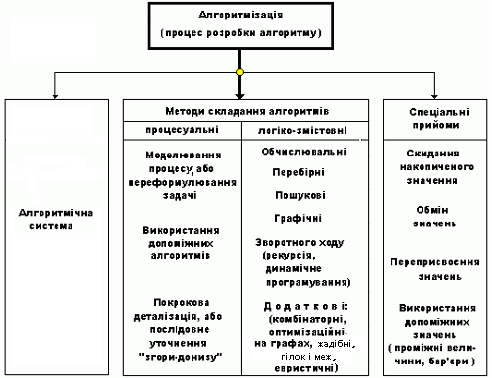 Алгоритмізація
(процес розробки алгоритму)
Алгоритмічна
система
Методи складання алгоритмів
процесуальні
Моделювання
процесу, або
переформулювання
задачі
Використання
допоміжних
алгоритмів
Покрокова
деталізація, або
послідовне
уточнення
"згори-донизу"
логіко-змістовні
Обчислювальні
Перебірні
Пошукові
Графічні
Зворотного ходу
(рекурсія,
динамічне
програмування)
Д о д а т к о в і:
(комбінаторні,
оптимізаційні-
на графах, жадібні,
гілок і меж,
евристичні)
Спеціальні
прийоми
Скидання
накопиченого
значення
Обмін
значень
Переприсвоєння
значень
Використання
допоміжних
значень
( проміжні вели-
чини, бар'єри )